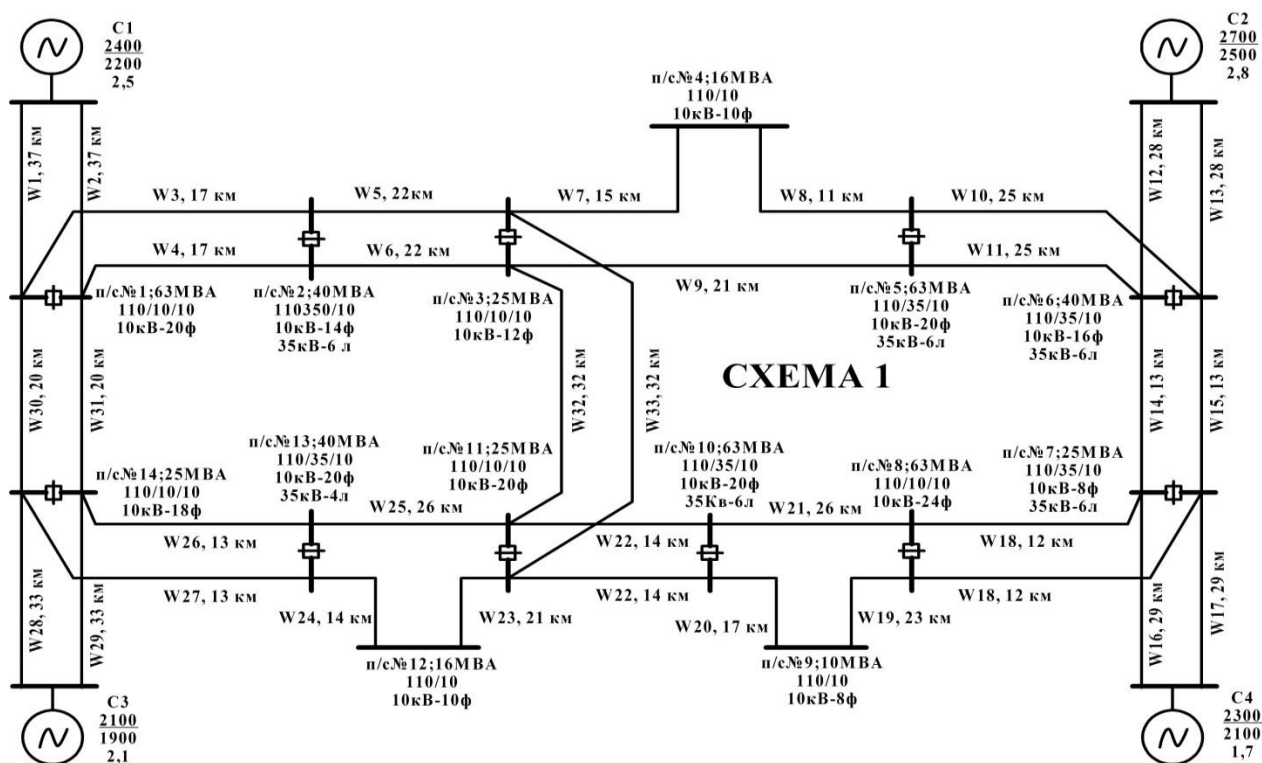 C1
2400
2200
2,5
C2
2700
2500
2,8
п/с№4;16МВА
110/10
10кВ-10ф
W1, 37 км
W2, 37 км
W12, 28 км
W13, 28 км
W3, 17 км
W5, 22км
W7, 15 км
W8, 11 км
W10, 25 км
W4, 17 км
W6, 22 км
W9, 21 км
W11, 25 км
п/с№1;63МВА
110/10/10
10кВ-20ф
п/с№2;40МВА
110350/10
10кВ-14ф
35кВ-6 л
п/с№3;25МВА
110/10/10
10кВ-12ф
п/с№5;63МВА
110/35/10
10кВ-20ф
35кВ-6л
п/с№6;40МВА
110/35/10
10кВ-16ф
35кВ-6л
СХЕМА 1
W30, 20 км
W31, 20 км
W32, 32 км
W33, 32 км
W14, 13 км
W15, 13 км
п/с№14;25МВА
110/10/10
10кВ-18ф
п/с№13;40МВА
110/35/10
10кВ-20ф
35кВ-4л
п/с№11;25МВА
110/10/10
10кВ-20ф
п/с№10;63МВА
110/35/10
10кВ-20ф
35Кв-6л
п/с№8;63МВА
110/10/10
10кВ-24ф
п/с№7;25МВА
110/35/10
10кВ-8ф
35кВ-6л
W26, 13 км
W25, 26 км
W22, 14 км
W21, 26 км
W18, 12 км
W27, 13 км
W24, 14 км
W23, 21 км
W22, 14 км
W20, 17 км
W19, 23 км
W18, 12 км
W28, 33 км
W29, 33 км
W16, 29 км
W17, 29 км
п/с№12;16МВА
110/10
10кВ-10ф
п/с№9;10МВА
110/10
10кВ-8ф
C3
2100
1900
2,1
C4
2300
2100
1,7